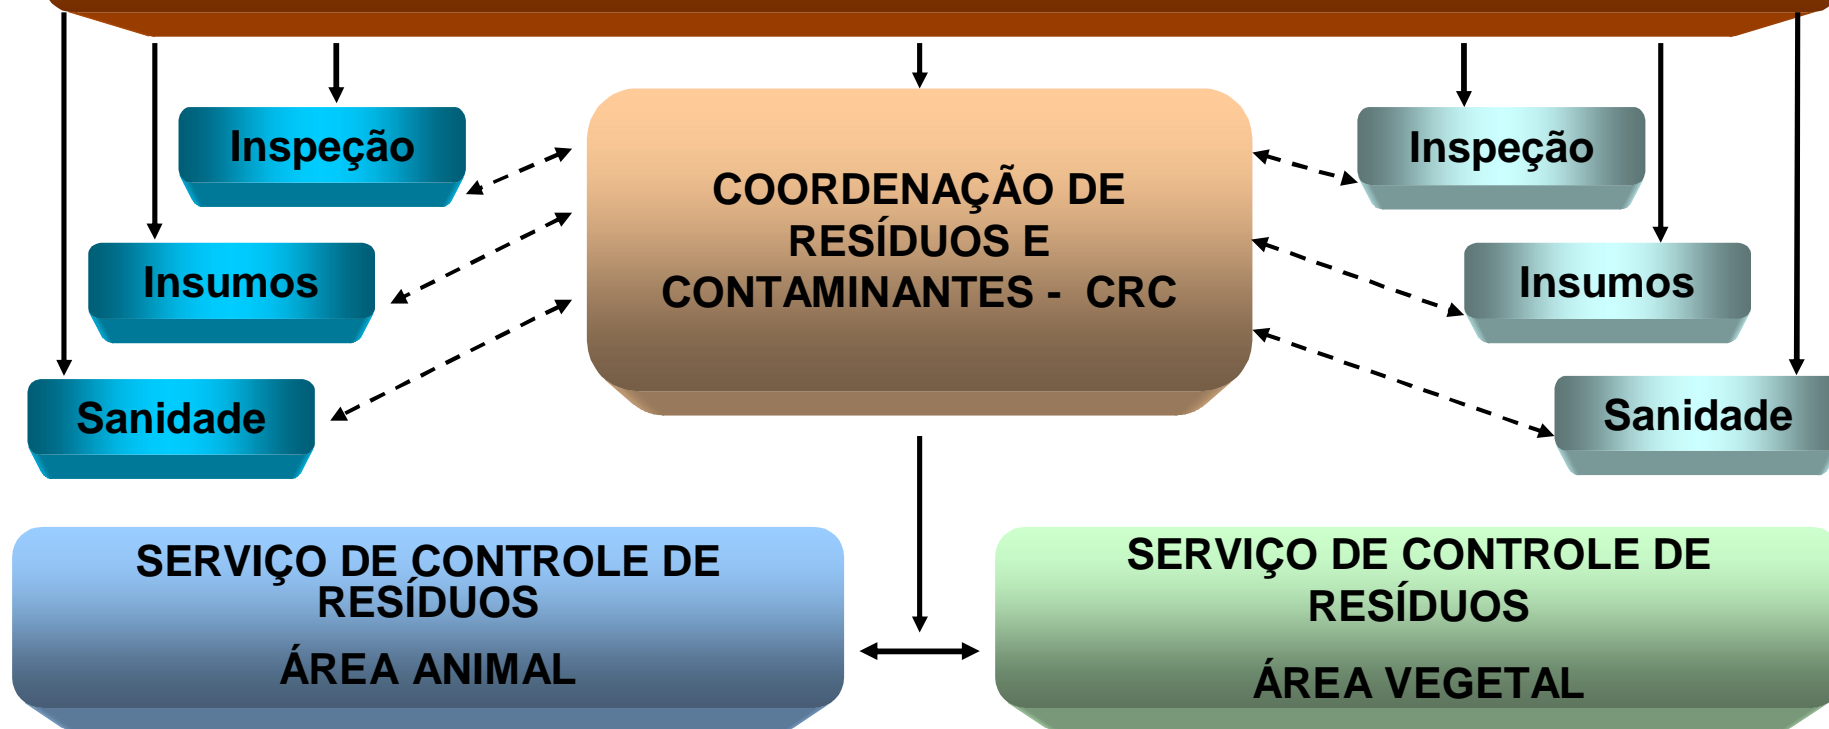 Inspeção
Inspeção
COORDENAÇÃO DE
RESÍDUOS E
CONTAMINANTES - CRC
Insumos
Insumos
Sanidade
Sanidade
SERVIÇO DE CONTROLE DE
RESÍDUOS
ÁREA ANIMAL
SERVIÇO DE CONTROLE DE
RESÍDUOS
ÁREA VEGETAL